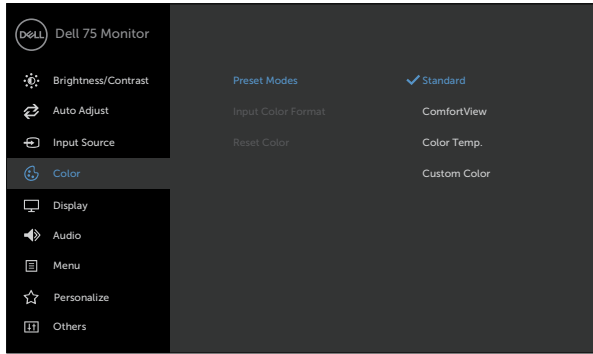 DELL Dell 75 Monitor
Brightness/Contrast Preset Modes Standard
Auto Adjust Input Color Format ComfortView
Input Source Reset Color Color Temp.
Color Custom Color
Display
Audio
Menu
Personalize
Others